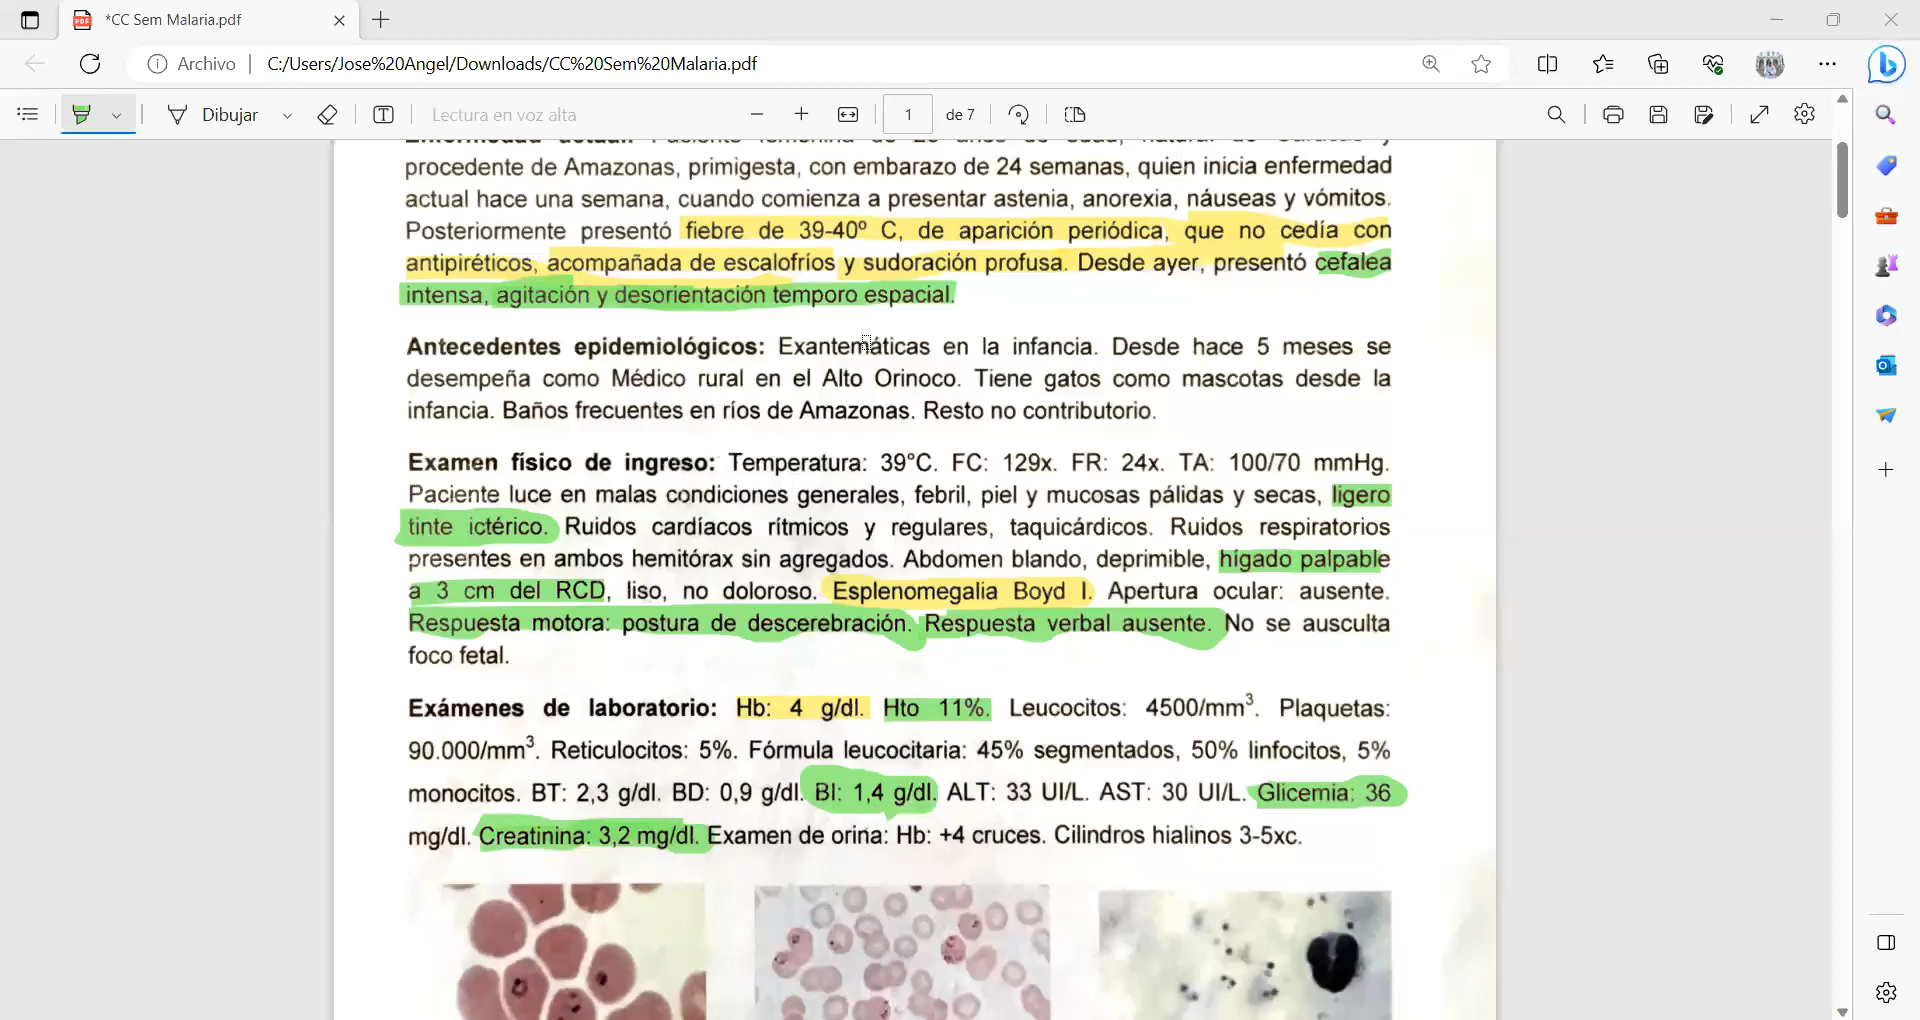 *CC Sem Malaria.pdf
Archivo | C:/Users/Jose%20Angel/Downloads/CC%20Sem%20Malaria.pdf
Dibujar Lectura en voz alta 1 de 7
procedente de Amazonas, primigesta, con embarazo de 24 semanas, quien inicia enfermedad
actual hace una semana, cuando comienza a presentar astenia, anorexia, náuseas y vómitos.
Posteriormente presentó fiebre de 39-40º C, de aparición periódica, que no cedía con
antipiréticos, acompañada de escalofríos y sudoración profusa. Desde ayer, presentó cefalea
intensa, agitación y desorientación temporo espacial.
Antecedentes epidemiológicos: Exantemáticas en la infancia. Desde hace 5 meses se
desempeña como Médico rural en el Alto Orinoco. Tiene gatos como mascotas desde la
infancia. Baños frecuentes en ríos de Amazonas. Resto no contributorio.
Examen físico de ingreso: Temperatura: 39°C. FC: 129x. FR: 24x. TA: 100/70 mmHg.
Paciente luce en malas condiciones generales, febril, piel y mucosas pálidas y secas, ligero
tinte ictérico. Ruidos cardíacos rítmicos y regulares, taquicárdicos. Ruidos respiratorios
presentes en ambos hemitórax sin agregados. Abdomen blando, deprimible, hígado palpable
a 3 cm del RCD, liso, no doloroso. Esplenomegalia Boyd I. Apertura ocular: ausente.
Respuesta motora: postura de descerebración. Respuesta verbal ausente. No se ausculta
foco fetal.
Exámenes de laboratorio: Hb: 4 g/dl. Hto 11%. Leucocitos: 4500/mm3. Plaquetas:
90.000/mm3. Reticulocitos: 5%. Fórmula leucocitaria: 45% segmentados, 50% linfocitos, 5%
monocitos. BT: 2,3 g/dl. BD: 0,9 g/dl. BI: 1,4 g/dl. ALT: 33 UI/L. AST: 30 UI/L. Glicemia: 36
mg/dl. Creatinina: 3,2 mg/dl. Examen de orina: Hb: +4 cruces. Cilindros hialinos 3-5xc.